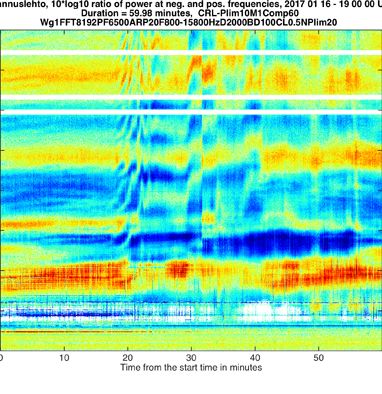 annuslehto, 10*log10 ratio of power at neg. and pos. frequencies, 2017 01 16 - 19 00 00 U
Duration = 59.98 minutes, CRL-Plim10M1Comp60
Wg1FFT8192PF6500ARP20F800-15800HzD2000BD100CL0.5NPlim20
0 10 20 30 40 50
Time from the start time in minutes